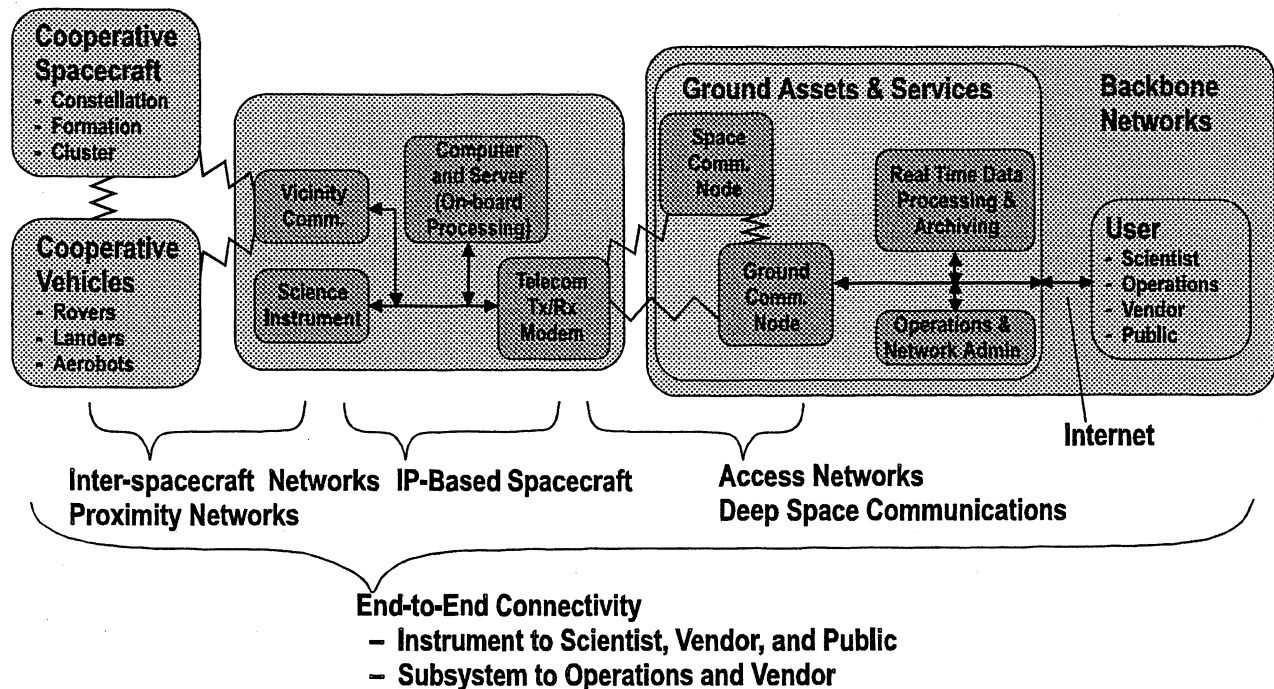 Cooperative
Spacecraft
- Constellation
- Formation
- Cluster
Cooperative
Vehicles
- Rovers
- Landers
- Aerobots
Vicinity
Comm.
Computer
and Server
(On-board
Processing)
Science
Instrument
Telecom
Tx/Rx
Modem
Ground Assets & Services
Space
Comm.
Node
Ground
Comm.
Node
Real Time Data
Processing &
Archiving
Operations &
Network Admin
Backbone
Networks
User
- Scientist
- Operations
- Vendor
- Public
Internet
Inter-spacecraft Networks
Proximity Networks
IP-Based Spacecraft
Access Networks
Deep Space Communications
End-to-End Connectivity
– Instrument to Scientist, Vendor, and Public
– Subsystem to Operations and Vendor